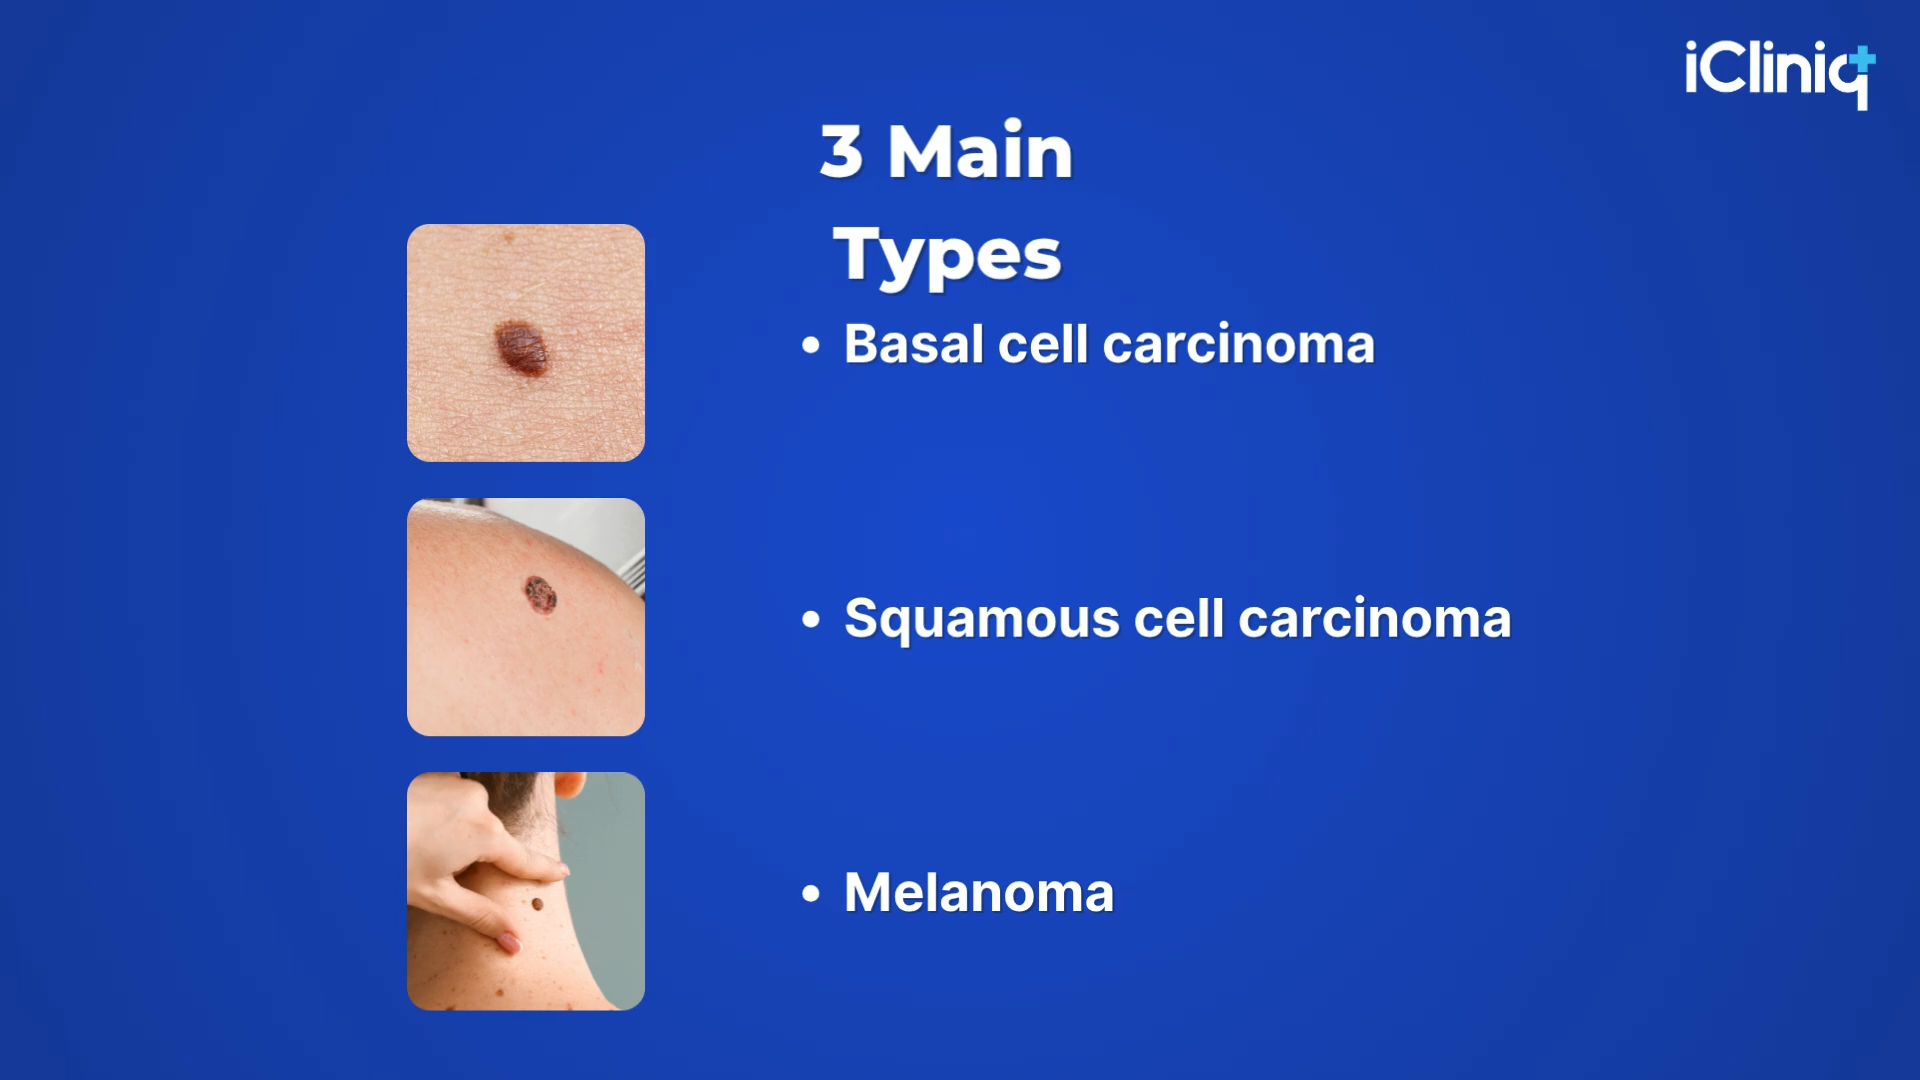 iCliniq
3 Main
Types
• Basal cell carcinoma
• Squamous cell carcinoma
• Melanoma